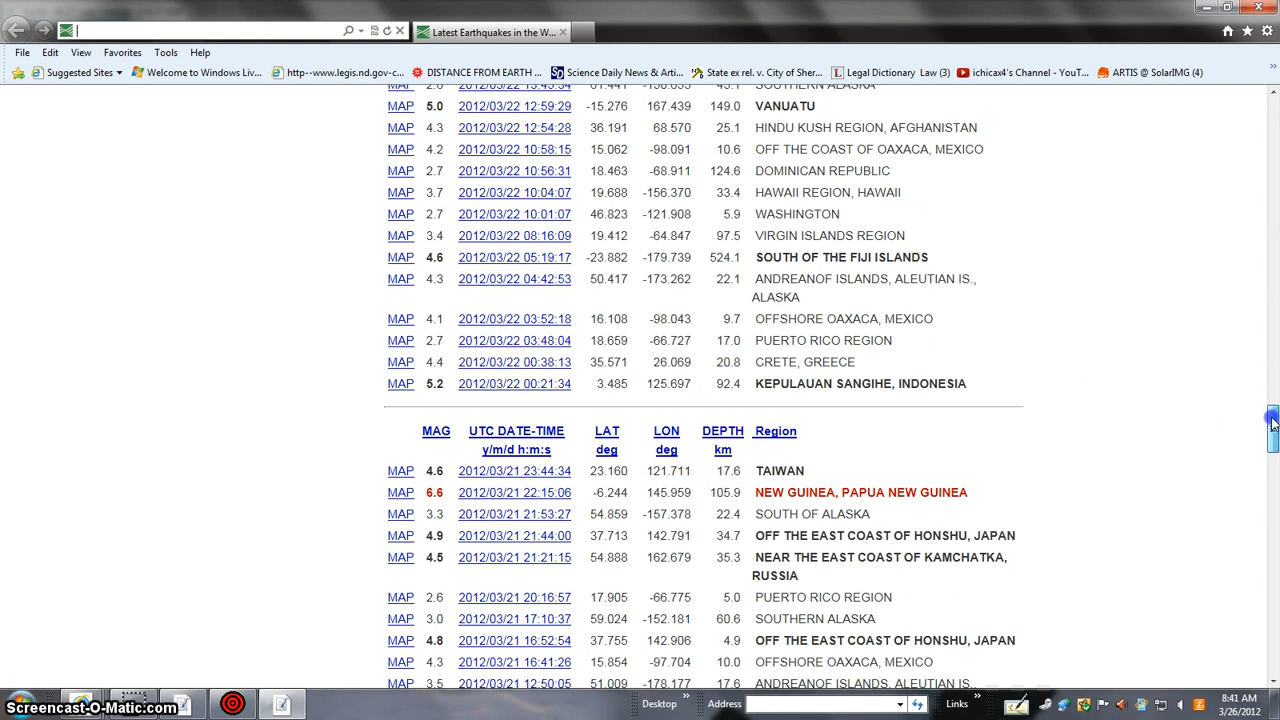 Latest Earthquakes in the W...
File Edit View Favorites Tools Help
Suggested Sites Welcome to Windows Liv... http--www.legis.nd.gov-c... DISTANCE FROM EARTH ... Science Daily News & Arti... State ex rel. v. City of Sher... Legal Dictionary Law (3) ichicax4's Channel - YouT... ARTIS @ SolarIMG (4)
MAP 5.0 2012/03/22 12:59:29 -15.276 167.439 149.0 VANUATU
MAP 4.3 2012/03/22 12:54:28 36.191 68.570 25.1 HINDU KUSH REGION, AFGHANISTAN
MAP 4.2 2012/03/22 10:58:15 15.062 -98.091 10.6 OFF THE COAST OF OAXACA, MEXICO
MAP 2.7 2012/03/22 10:56:31 18.463 -68.911 124.6 DOMINICAN REPUBLIC
MAP 3.7 2012/03/22 10:04:07 19.688 -156.370 33.4 HAWAII REGION, HAWAII
MAP 2.7 2012/03/22 10:01:07 46.823 -121.908 5.9 WASHINGTON
MAP 3.4 2012/03/22 08:16:09 19.412 -64.847 97.5 VIRGIN ISLANDS REGION
MAP 4.6 2012/03/22 05:19:17 -23.882 -179.739 524.1 SOUTH OF THE FIJI ISLANDS
MAP 4.3 2012/03/22 04:42:53 50.417 -173.262 22.1 ANDREANOF ISLANDS, ALEUTIAN IS.,
ALASKA
MAP 4.1 2012/03/22 03:52:18 16.108 -98.043 9.7 OFFSHORE OAXACA, MEXICO
MAP 2.7 2012/03/22 03:48:04 18.659 -66.727 17.0 PUERTO RICO REGION
MAP 4.4 2012/03/22 00:38:13 35.571 26.069 20.8 CRETE, GREECE
MAP 5.2 2012/03/22 00:21:34 3.485 125.697 92.4 KEPULAUAN SANGIHE, INDONESIA
MAG UTC DATE-TIME LAT LON DEPTH Region
y/m/d h:m:s deg deg km
MAP 4.6 2012/03/21 23:44:34 23.160 121.711 17.6 TAIWAN
MAP 6.6 2012/03/21 22:15:06 -6.244 145.959 105.9 NEW GUINEA, PAPUA NEW GUINEA
MAP 3.3 2012/03/21 21:53:27 54.859 -157.378 22.4 SOUTH OF ALASKA
MAP 4.9 2012/03/21 21:44:00 37.713 142.791 34.7 OFF THE EAST COAST OF HONSHU, JAPAN
MAP 4.5 2012/03/21 21:21:15 54.888 162.679 35.3 NEAR THE EAST COAST OF KAMCHATKA,
RUSSIA
MAP 2.6 2012/03/21 20:16:57 17.905 -66.775 5.0 PUERTO RICO REGION
MAP 3.0 2012/03/21 17:10:37 59.024 -152.181 60.6 SOUTHERN ALASKA
MAP 4.8 2012/03/21 16:52:54 37.755 142.906 4.9 OFF THE EAST COAST OF HONSHU, JAPAN
MAP 4.3 2012/03/21 16:41:26 15.854 -97.704 10.0 OFFSHORE OAXACA, MEXICO
MAP 3.5 2012/03/21 12:50:05 51.009 -178.177 17.6 ANDREANOF ISLANDS, ALEUTIAN IS.,
Screencast-O-Matic.com Desktop Address Links 8:41 AM
3/26/2012